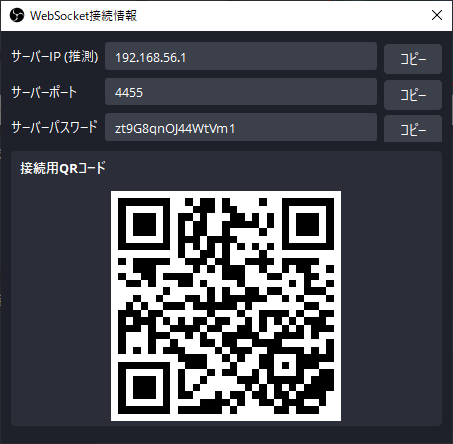 WebSocket接続情報
サーバーIP (推測) 192.168.56.1 コピー
サーバーポート 4455 コピー
サーバーパスワード zt9G8qnOJ44WtVm1 コピー
接続用QRコード